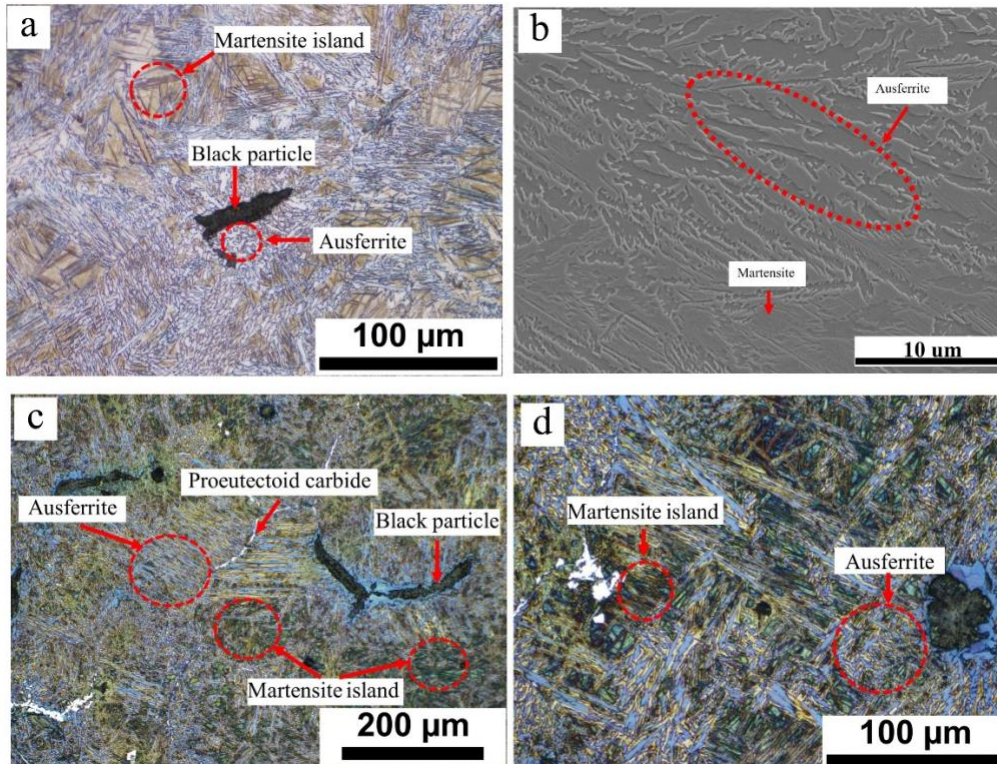 a
Martensite island
Black particle
Ausferrite
100 µm
b
Ausferrite
Martensite
10 um
c
Proeutectoid carbide
Ausferrite
Black particle
Martensite island
200 µm
d
Martensite island
Ausferrite
100 µm